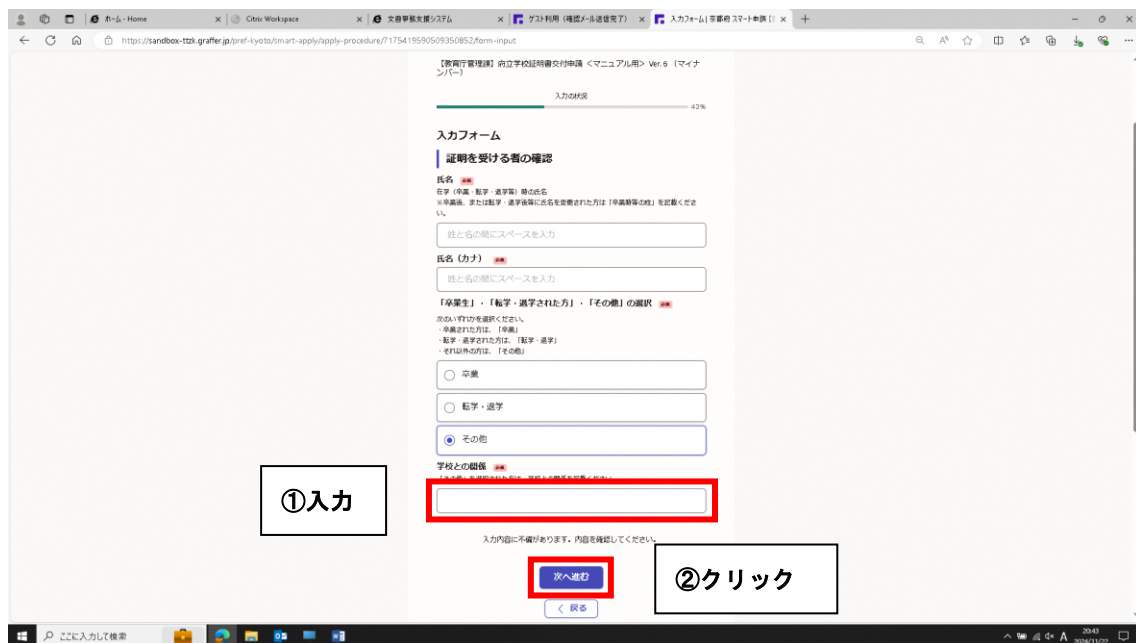 ホーム - Home
Citrix Workspace
文書事務支援システム
ゲスト利用（確認メール送信完了）
入力フォーム | 京都府 スマート申請 (
https://sandbox-ttzk.graffer.jp/pref-kyoto/smart-apply/apply-procedure/7175419590509350852/form-input
【教育庁管理課】府立学校証明書交付申請 <マニュアル用> Ver.6 （マイナ
ンバー）
入力の状況
43%
入力フォーム
証明を受ける者の確認
氏名 必須
在学（卒業・転学・退学等）時の氏名
※卒業後、または転学・退学後等に氏名を変更された方は「卒業時等の姓」を記載くださ
い。
姓と名の間にスペースを入力
氏名（カナ） 必須
姓と名の間にスペースを入力
「卒業生」・「転学・退学された方」・「その他」の選択 必須
次のいずれかを選択ください。
・卒業された方は、「卒業」
・転学・退学された方は、「転学・退学」
・それ以外の方は、「その他」
卒業
転学・退学
その他
学校との関係 必須
①入力
入力内容に不備があります。内容を確認してください。
次へ進む
②クリック
戻る
ここに入力して検索
A
20:43
2024/11/22